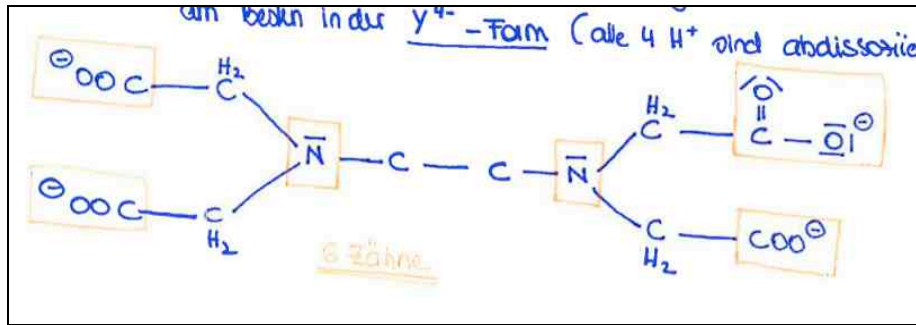 am besten in der Y⁴⁻ - Form (alle 4 H⁺ sind abdissoziie
⊖OOC — C H₂
H₂ C — C = O — O ⊖
N̄ — C — C — N̄
⊖OOC — C H₂
C H₂ — COO⊖
6 Zähne